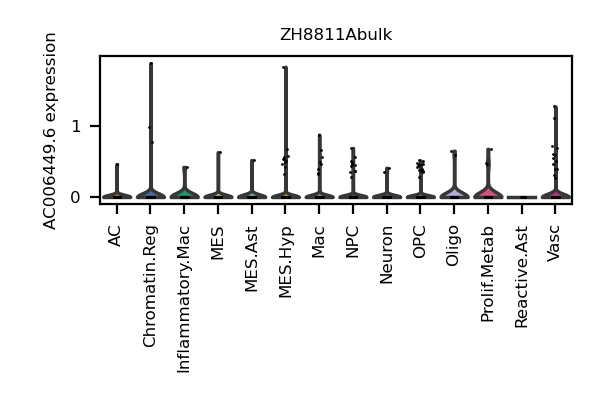 ZH8811Abulk
AC006449.6 expression
1
0
AC
Chromatin.Reg
Inflammatory.Mac
MES
MES.Ast
MES.Hyp
Mac
NPC
Neuron
OPC
Oligo
Prolif.Metab
Reactive.Ast
Vasc